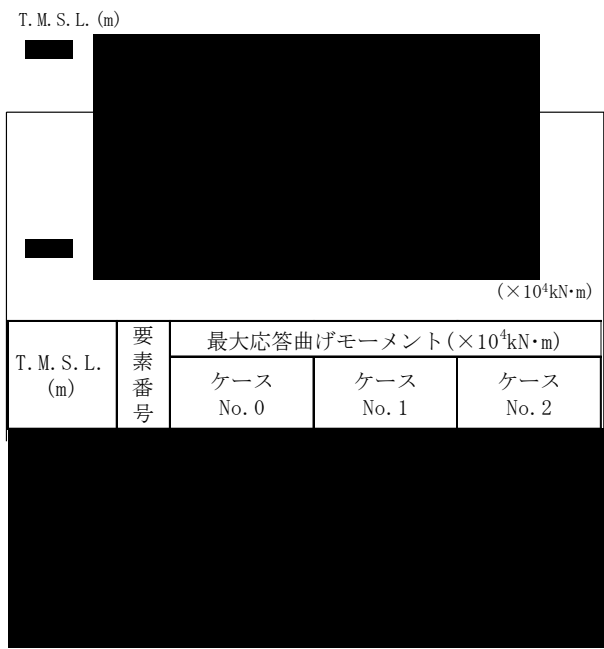 T.M.S.L.(m)
(×10⁴kN・m)
T.M.S.L.
(m)
要素番号
最大応答曲げモーメント(×10⁴kN・m)
ケース
No.0
ケース
No.1
ケース
No.2